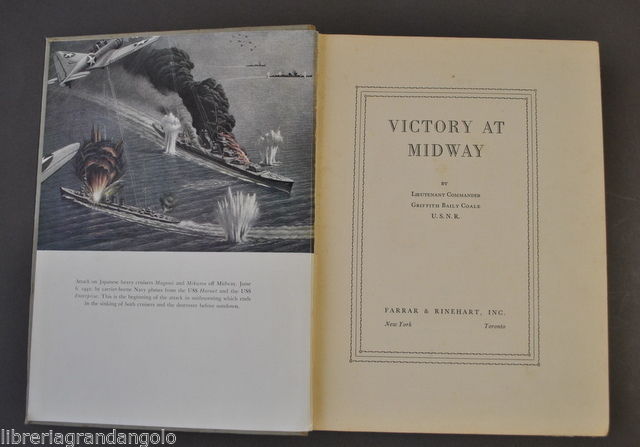 Attack on Japanese heavy cruisers Mogami and Mikuma off Midway, June
6, 1942, by carrier-borne Navy planes from the USS Hornet and the USS
Enterprise. This is the beginning of the attack in midmorning which ends
in the sinking of both cruisers and the destroyer before sundown.
VICTORY AT
MIDWAY
BY
LIEUTENANT COMMANDER
GRIFFITH BAILY COALE
U.S.N.R.
FARRAR & RINEHART, INC.
New York Toronto
libreriagrandangolo